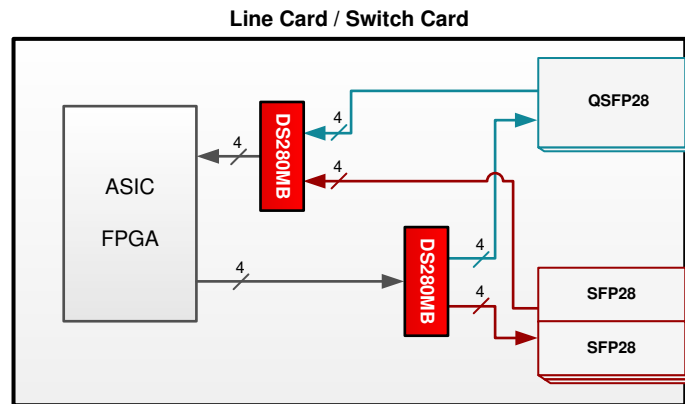 Line Card / Switch Card
QSFP28
4
4
DS280MB
4
ASIC
FPGA
4
DS280MB
4
4
SFP28
SFP28